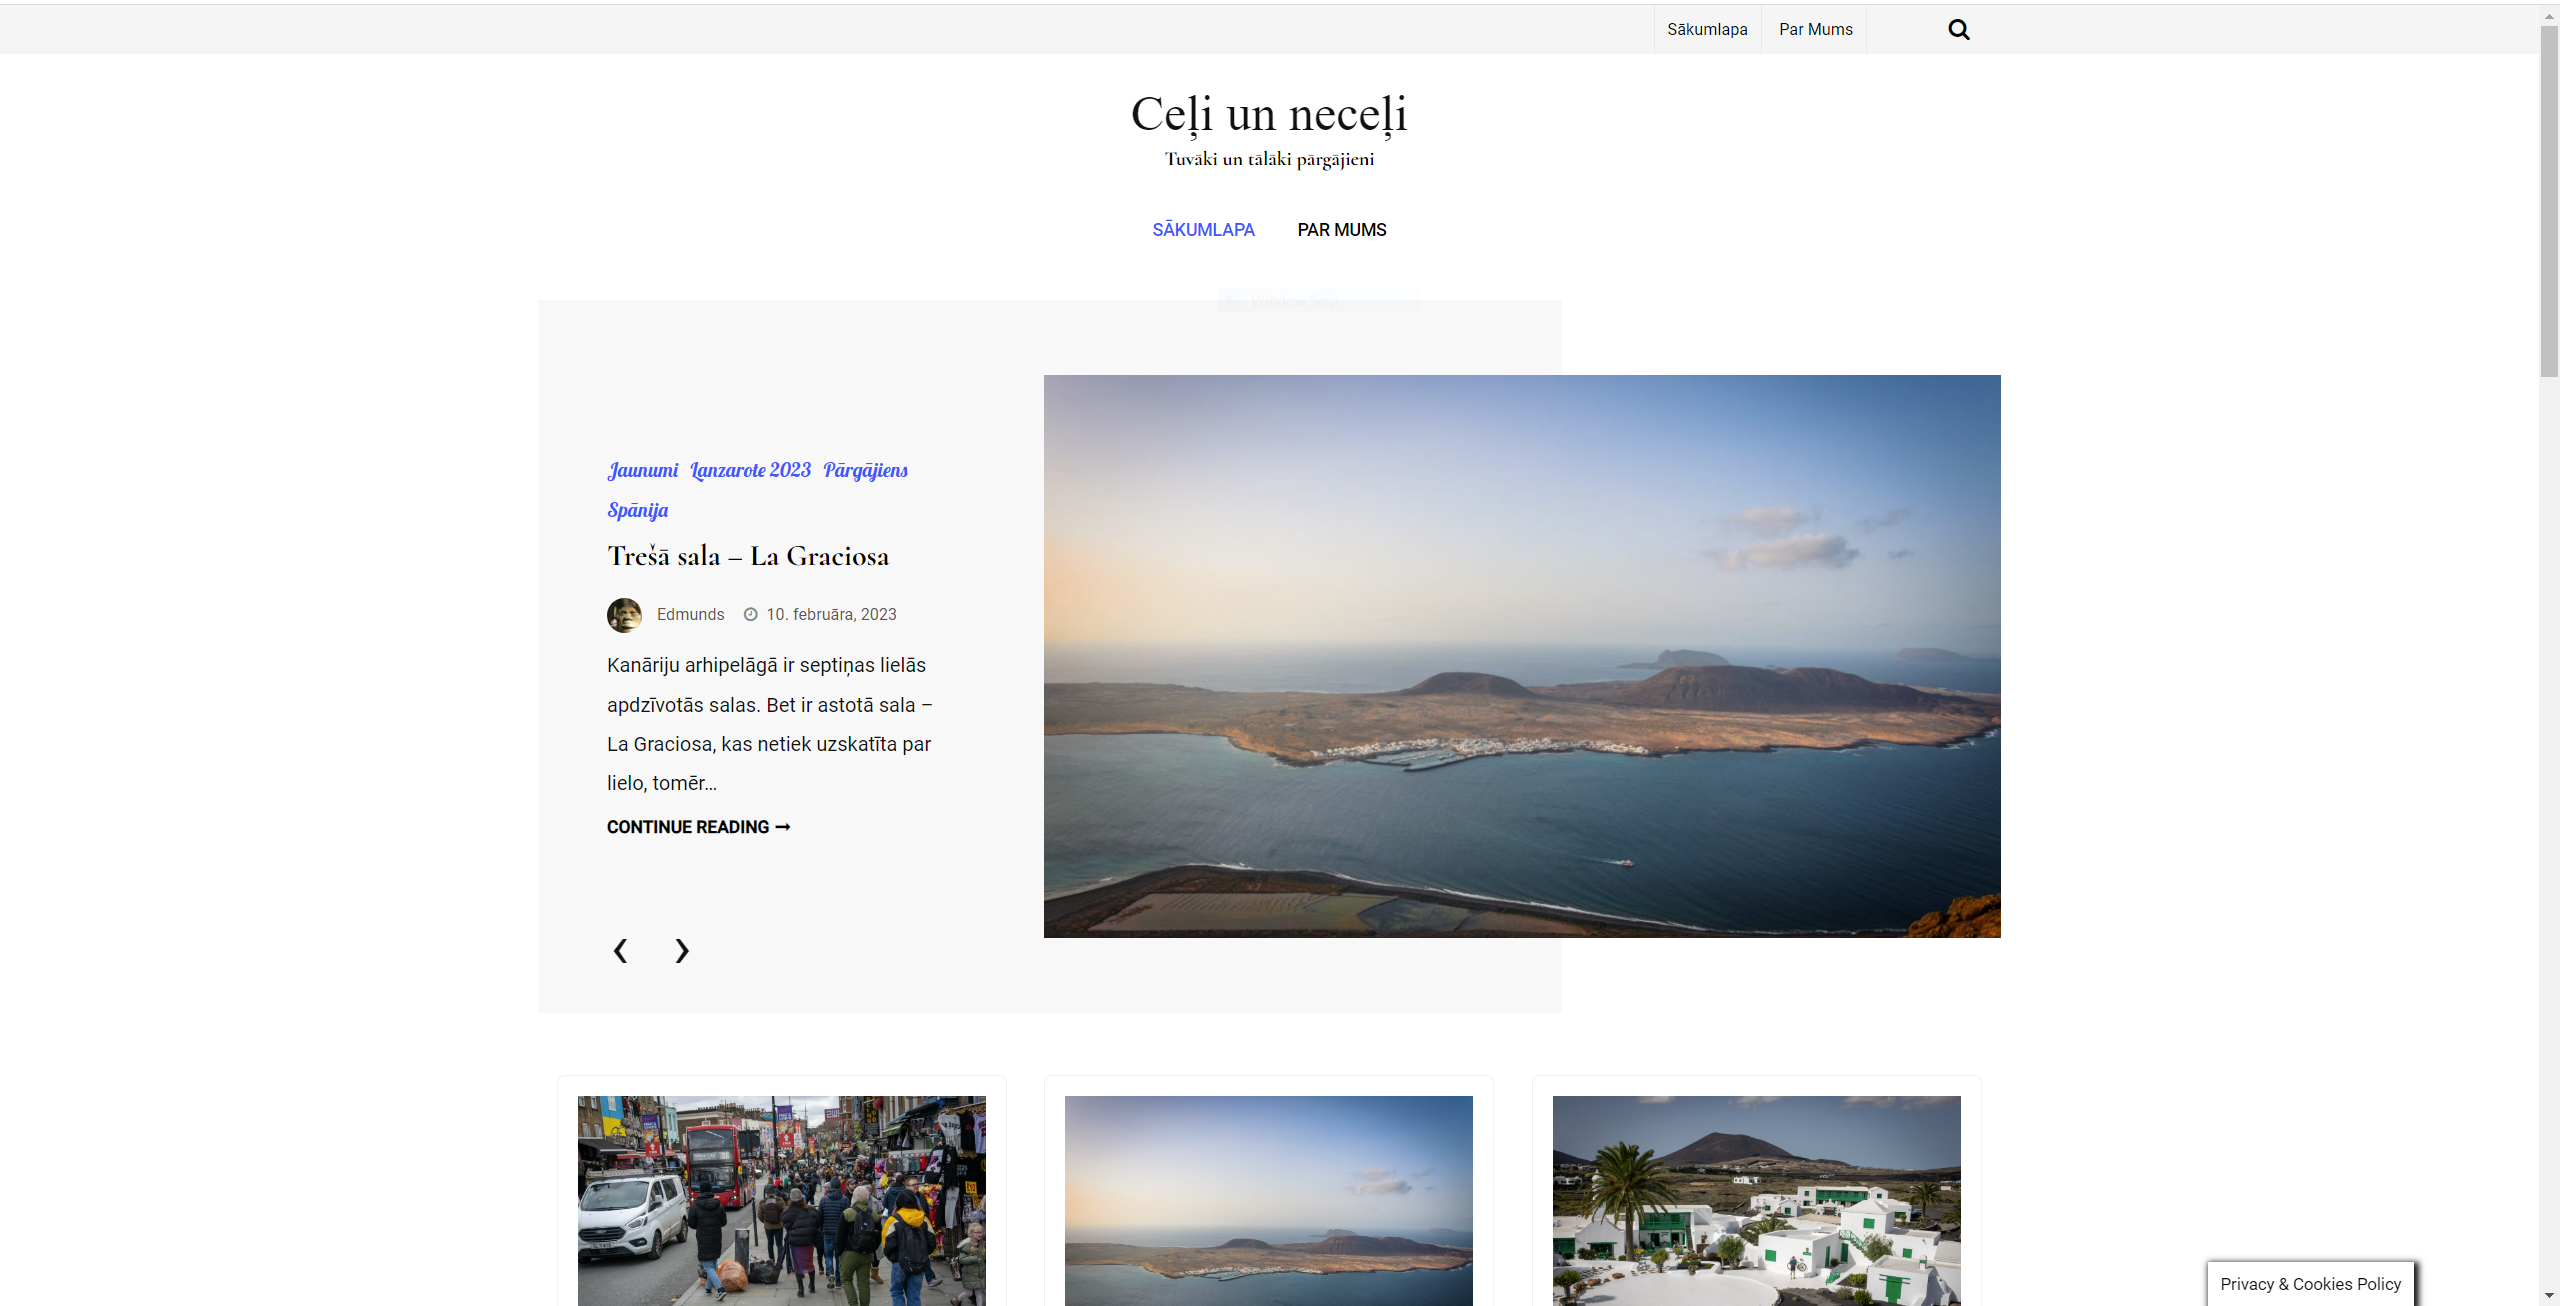 Sākumlapa Par Mums
Ceļi un neceļi
Tuvāki un tālāki pārgājieni
SĀKUMLAPA PAR MUMS
Window Snip
Jaunumi Lanzarote 2023 Pārgājiens
Spānija
Trešā sala – La Graciosa
Edmunds 10. februāra, 2023
Kanāriju arhipelāgā ir septiņas lielās
apdzīvotās salas. Bet ir astotā sala –
La Graciosa, kas netiek uzskatīta par
lielo, tomēr...
CONTINUE READING →
Privacy & Cookies Policy